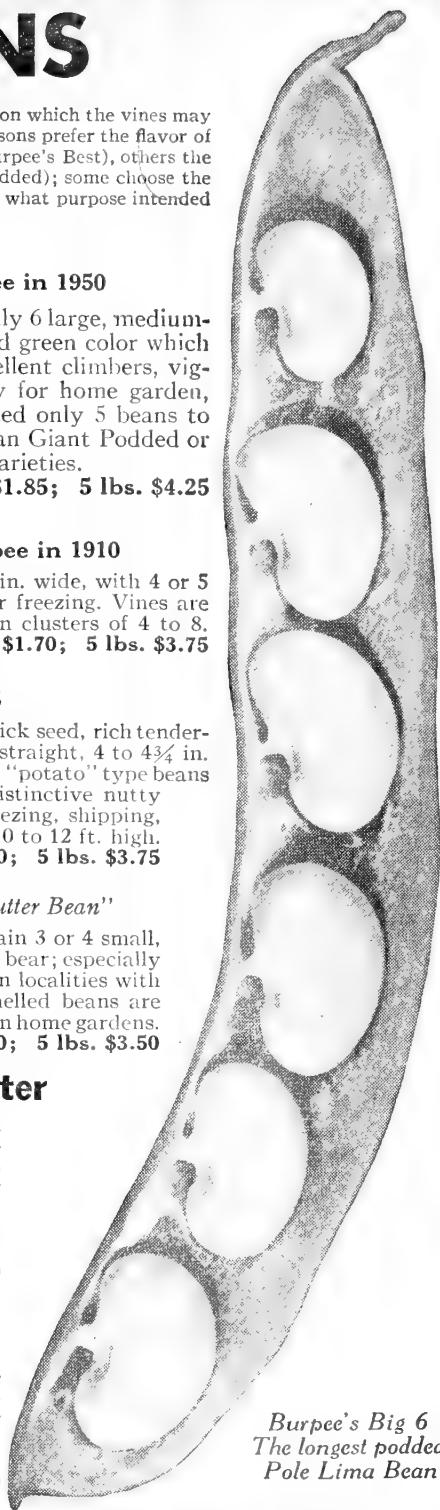 NS
on which the vines may
sons prefer the flavor of
rpee's Best), others the
dded); some choose the
what purpose intended
e in 1950
ly 6 large, medium-
d green color which
ellent climbers, vig-
y for home garden,
ed only 5 beans to
an Giant Podded or
arieties.
$1.85; 5 lbs. $4.25
pee in 1910
in. wide, with 4 or 5
r freezing. Vines are
n clusters of 4 to 8.
$1.70; 5 lbs. $3.75
ick seed, rich tender-
straight, 4 to 4¾ in.
"potato" type beans
istinctive nutty
ezing, shipping,
0 to 12 ft. high.
0; 5 lbs. $3.75
utter Bean"
ain 3 or 4 small,
bear; especially
n localities with
nelled beans are
n home gardens.
0; 5 lbs. $3.50
ter
Burpee's Big 6
The longest podded
Pole Lima Bean